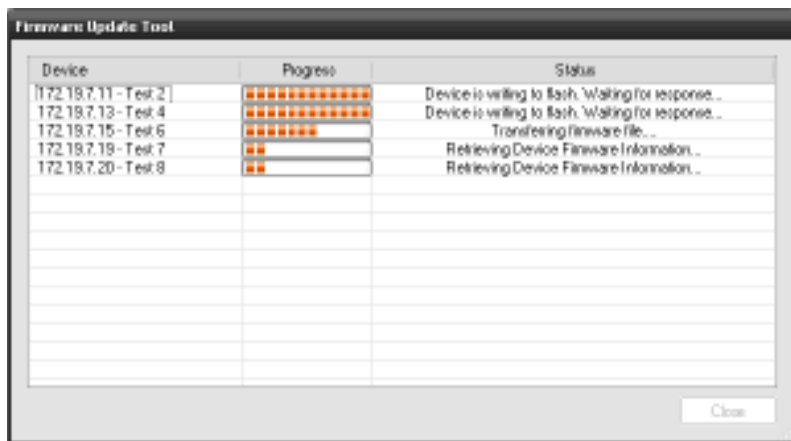 Firmware Update Tool
Device Progress Status
172.19.7.11 - Test 2 Device is writing to flash. Waiting for response...
172.19.7.13 - Test 4 Device is writing to flash. Waiting for response...
172.19.7.15 - Test 6 Transferring firmware file...
172.19.7.19 - Test 7 Retrieving Device Firmware Information...
172.19.7.20 - Test 8 Retrieving Device Firmware Information...
Close